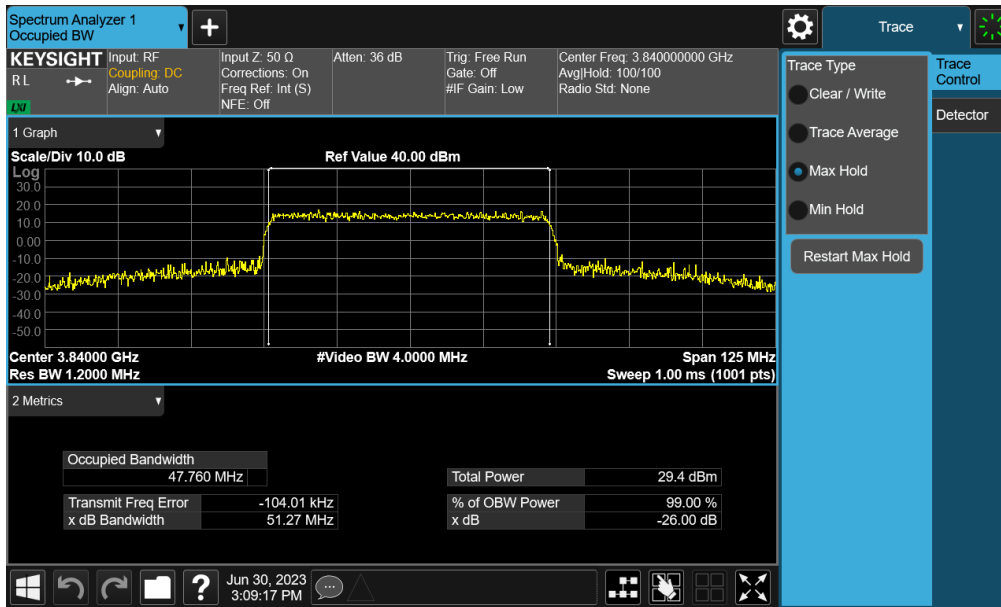 Spectrum Analyzer 1
Occupied BW
+
Trace
KEYSIGHT
R L
LXI
Input: RF
Coupling: DC
Align: Auto
Input Z: 50 Ω
Corrections: On
Freq Ref: Int (S)
NFE: Off
Atten: 36 dB
Trig: Free Run
Gate: Off
#IF Gain: Low
Center Freq: 3.840000000 GHz
Avg|Hold: 100/100
Radio Std: None
Trace Type
Clear / Write
Trace Average
Max Hold
Min Hold
Restart Max Hold
Trace
Control
Detector
1 Graph
Scale/Div 10.0 dB
Ref Value 40.00 dBm
Log
30.0
20.0
10.0
0.00
-10.0
-20.0
-30.0
-40.0
-50.0
Center 3.84000 GHz
#Video BW 4.0000 MHz
Span 125 MHz
Res BW 1.2000 MHz
Sweep 1.00 ms (1001 pts)
2 Metrics
Occupied Bandwidth
47.760 MHz
Total Power 29.4 dBm
Transmit Freq Error -104.01 kHz
% of OBW Power 99.00 %
x dB Bandwidth 51.27 MHz
x dB -26.00 dB
?
Jun 30, 2023
3:09:17 PM